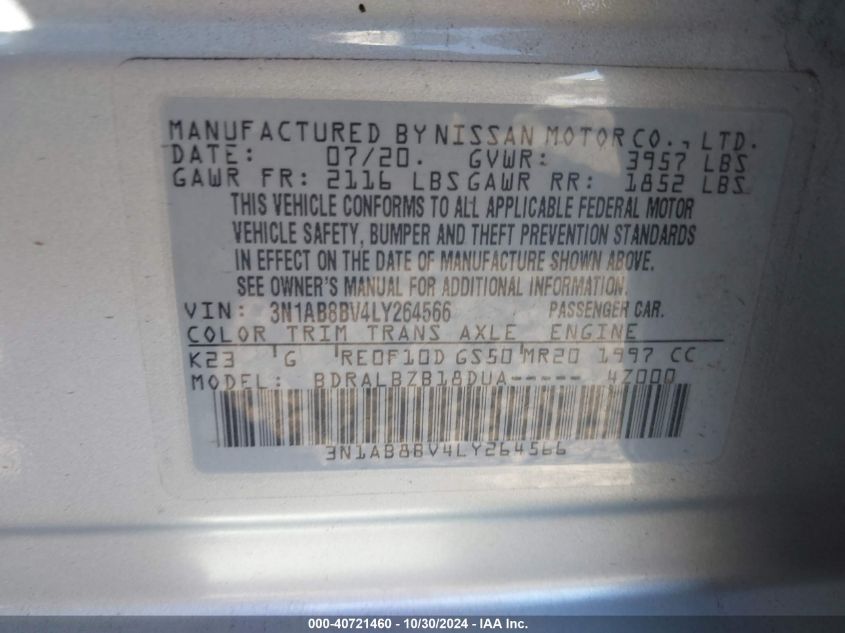 MANUFACTURED BY NISSAN MOTOR CO., LTD.
DATE: 07/20. GVWR: 3957 LBS
GAWR FR: 2116 LBS GAWR RR: 1852 LBS
THIS VEHICLE CONFORMS TO ALL APPLICABLE FEDERAL MOTOR
VEHICLE SAFETY, BUMPER AND THEFT PREVENTION STANDARDS
IN EFFECT ON THE DATE OF MANUFACTURE SHOWN ABOVE.
SEE OWNER'S MANUAL FOR ADDITIONAL INFORMATION.
VIN: 3N1AB8BV4LY264566 PASSENGER CAR.
COLOR TRIM TRANS AXLE ENGINE
K23 G RE0F10D GS50 MR20 1997 CC
MODEL: BDRALBZB18DUA----- 4Z000
3N1AB8BV4LY264566
000-40721460 - 10/30/2024 - IAA Inc.